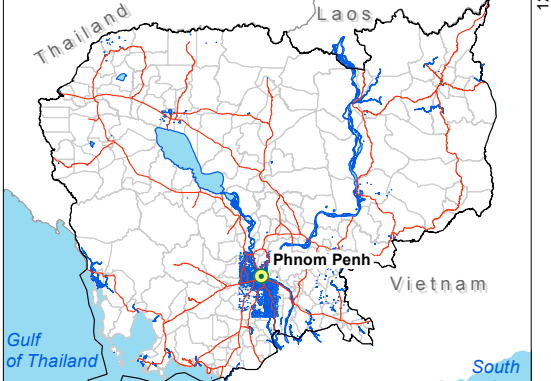 Thailand
Laos
Phnom Penh
Vietnam
Gulf
of Thailand
South